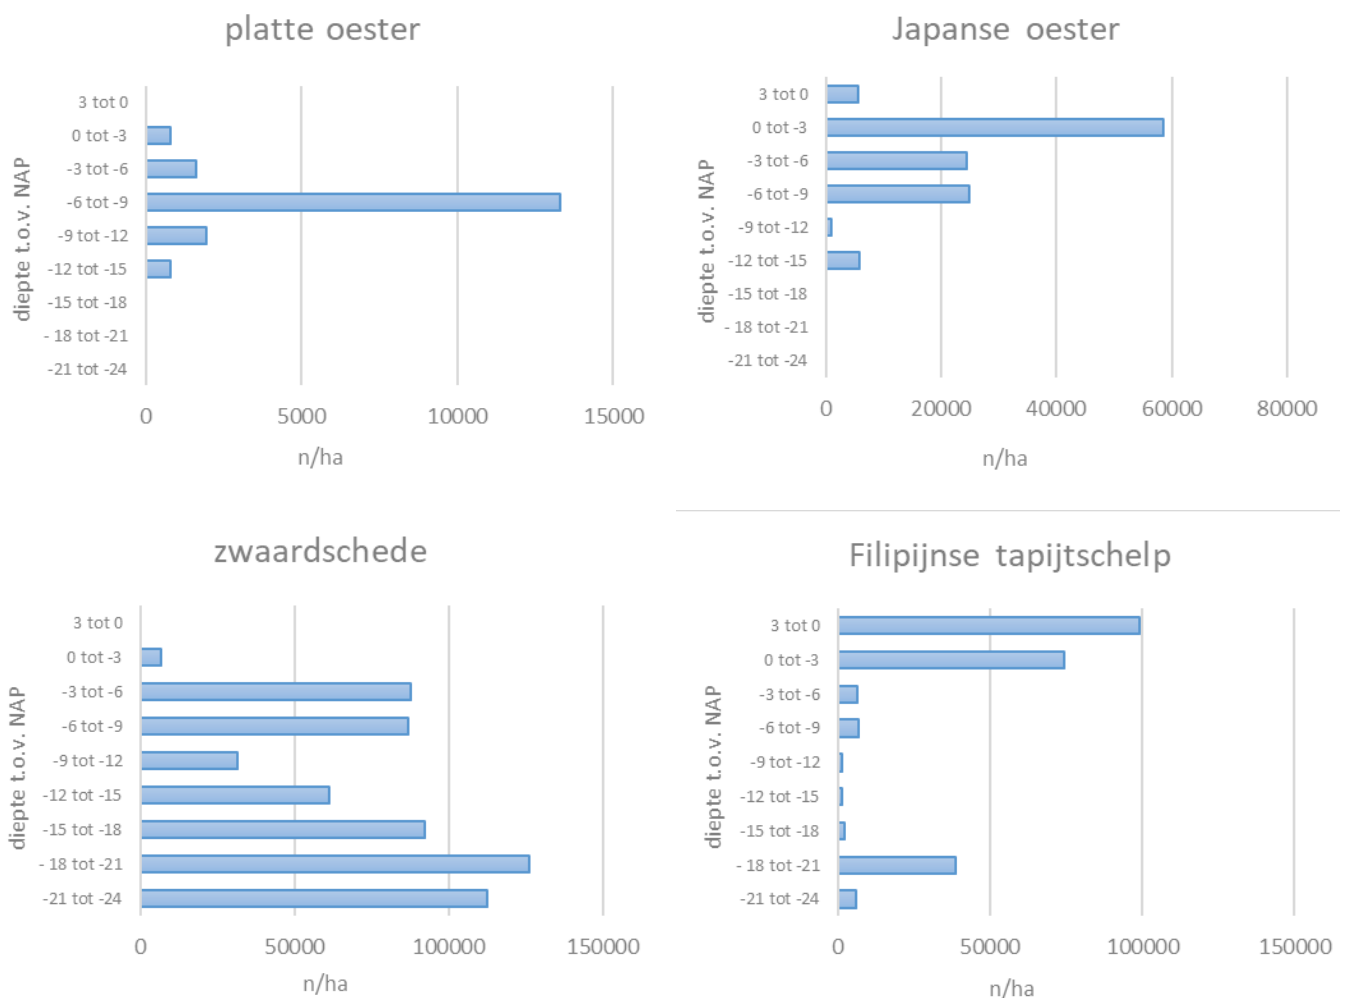 platte oester
diepte t.o.v. NAP
3 tot 0
0 tot -3
-3 tot -6
-6 tot -9
-9 tot -12
-12 tot -15
-15 tot -18
- 18 tot -21
-21 tot -24
0 5000 10000 15000
n/ha
Japanse oester
diepte t.o.v. NAP
3 tot 0
0 tot -3
-3 tot -6
-6 tot -9
-9 tot -12
-12 tot -15
-15 tot -18
- 18 tot -21
-21 tot -24
0 20000 40000 60000 80000
n/ha
zwaardschede
diepte t.o.v. NAP
3 tot 0
0 tot -3
-3 tot -6
-6 tot -9
-9 tot -12
-12 tot -15
-15 tot -18
- 18 tot -21
-21 tot -24
0 50000 100000 150000
n/ha
Filipijnse tapijtschelp
diepte t.o.v. NAP
3 tot 0
0 tot -3
-3 tot -6
-6 tot -9
-9 tot -12
-12 tot -15
-15 tot -18
- 18 tot -21
-21 tot -24
0 50000 100000 150000
n/ha